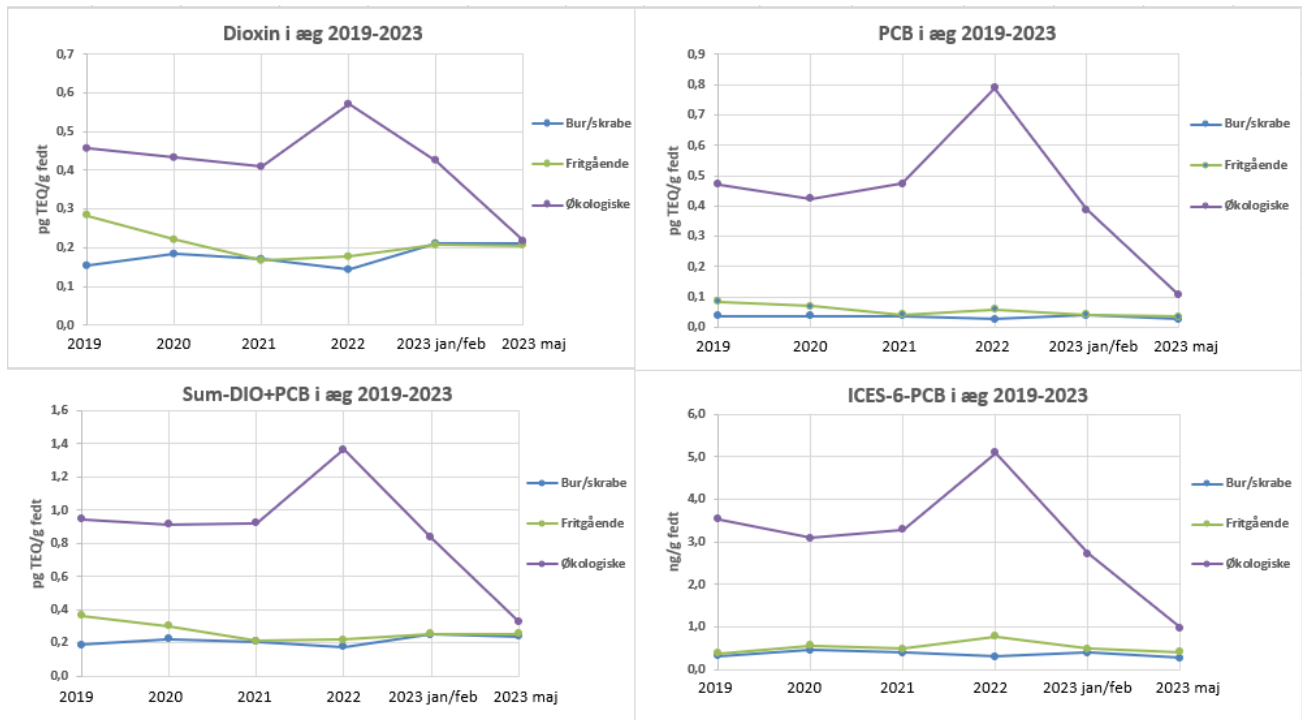 Dioxin i æg 2019-2023
0,7
0,6
0,5
0,4
0,3
0,2
0,1
0,0
pg TEQ/g fedt
2019 2020 2021 2022 2023 jan/feb 2023 maj
Bur/skrabe
Fritgående
Økologiske
PCB i æg 2019-2023
0,9
0,8
0,7
0,6
0,5
0,4
0,3
0,2
0,1
0,0
pg TEQ/g fedt
2019 2020 2021 2022 2023 jan/feb 2023 maj
Bur/skrabe
Fritgående
Økologiske
Sum-DIO+PCB i æg 2019-2023
1,6
1,4
1,2
1,0
0,8
0,6
0,4
0,2
0,0
pg TEQ/g fedt
2019 2020 2021 2022 2023 jan/feb 2023 maj
Bur/skrabe
Fritgående
Økologiske
ICES-6-PCB i æg 2019-2023
6,0
5,0
4,0
3,0
2,0
1,0
0,0
ng/g fedt
2019 2020 2021 2022 2023 jan/feb 2023 maj
Bur/skrabe
Fritgående
Økologiske